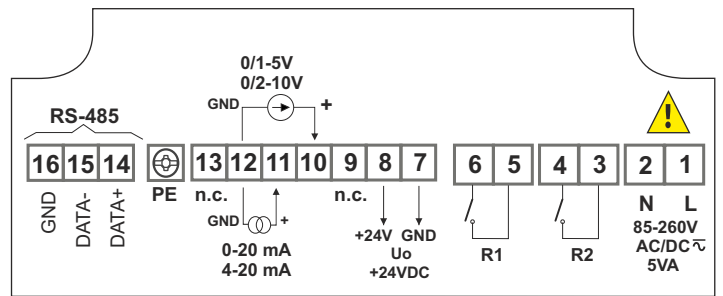 0/1-5V
0/2-10V
GND +
RS-485
16 15 14 13 12 11 10 9 8 7 6 5 4 3 2 1
PE n.c. n.c. N L
GND
DATA-
DATA+
GND +
0-20 mA
4-20 mA
+24V GND
Uo
+24VDC
R1
R2
85-260V
AC/DC
5VA
!